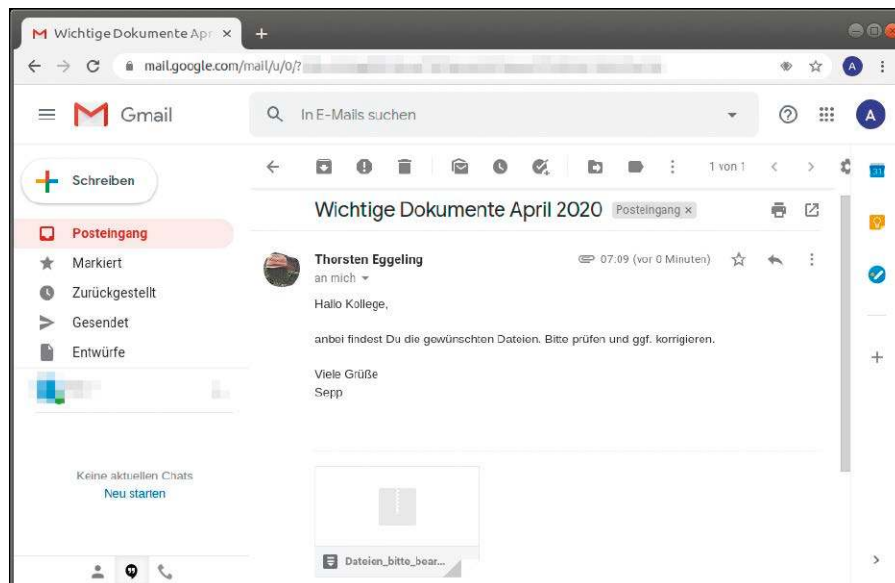 Wichtige Dokumente Apr
mail.google.com/mail/u/0/?
A
Gmail
In E-Mails suchen
A
Schreiben
1 von 1
31
Wichtige Dokumente April 2020 Posteingang ×
Posteingang
Markiert
Zurückgestellt
Gesendet
Entwürfe
Thorsten Eggeling
07:09 (vor 0 Minuten)
an mich
Hallo Kollege,
anbei findest Du die gewünschten Dateien. Bitte prüfen und ggf. korrigieren.
Viele Grüße
Sepp
Keine aktuellen Chats
Neu starten
Dateien_bitte_bear...